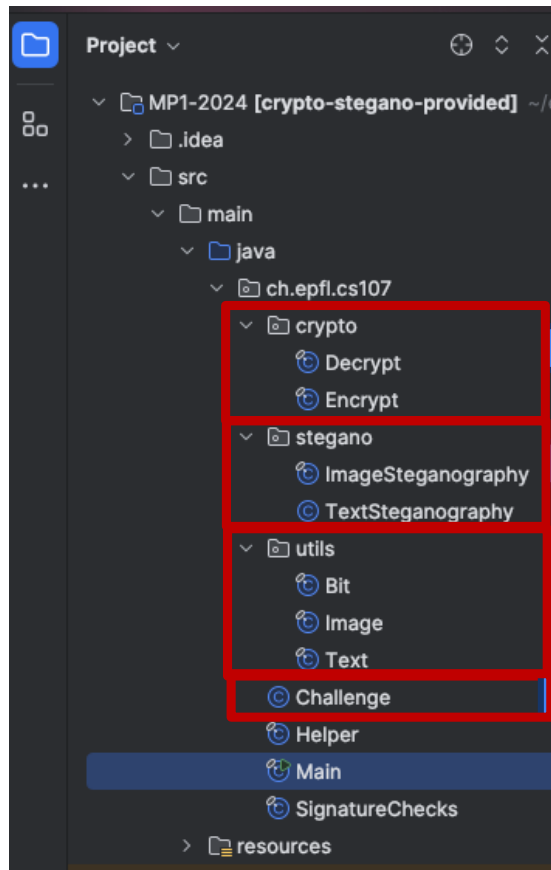 Project
MP1-2024 [crypto-stegano-provided] ~/
.idea
src
main
java
ch.epfl.cs107
crypto
Decrypt
Encrypt
stegano
ImageSteganography
TextSteganography
utils
Bit
Image
Text
Challenge
Helper
Main
SignatureChecks
resources